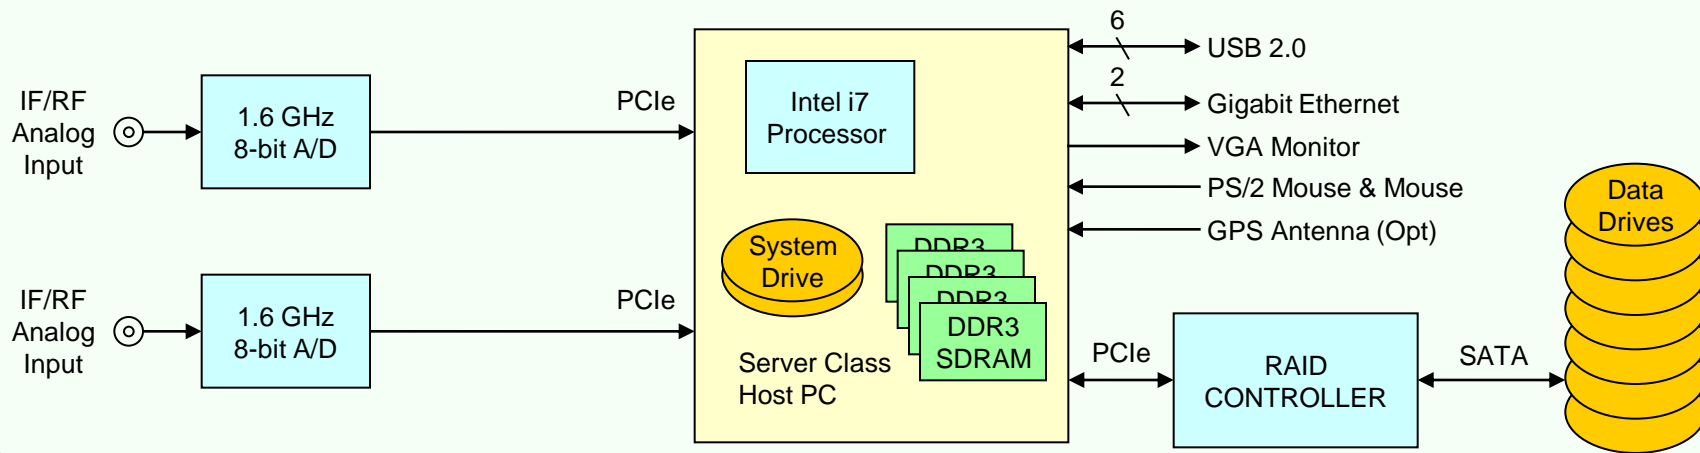 IF/RF
Analog
Input
1.6 GHz
8-bit A/D
PCIe
IF/RF
Analog
Input
1.6 GHz
8-bit A/D
PCIe
Intel i7
Processor
System
Drive
DDR3
DDR3
DDR3
DDR3
SDRAM
Server Class
Host PC
6
USB 2.0
2
Gigabit Ethernet
VGA Monitor
PS/2 Mouse & Mouse
GPS Antenna (Opt)
PCIe
RAID
CONTROLLER
SATA
Data
Drives